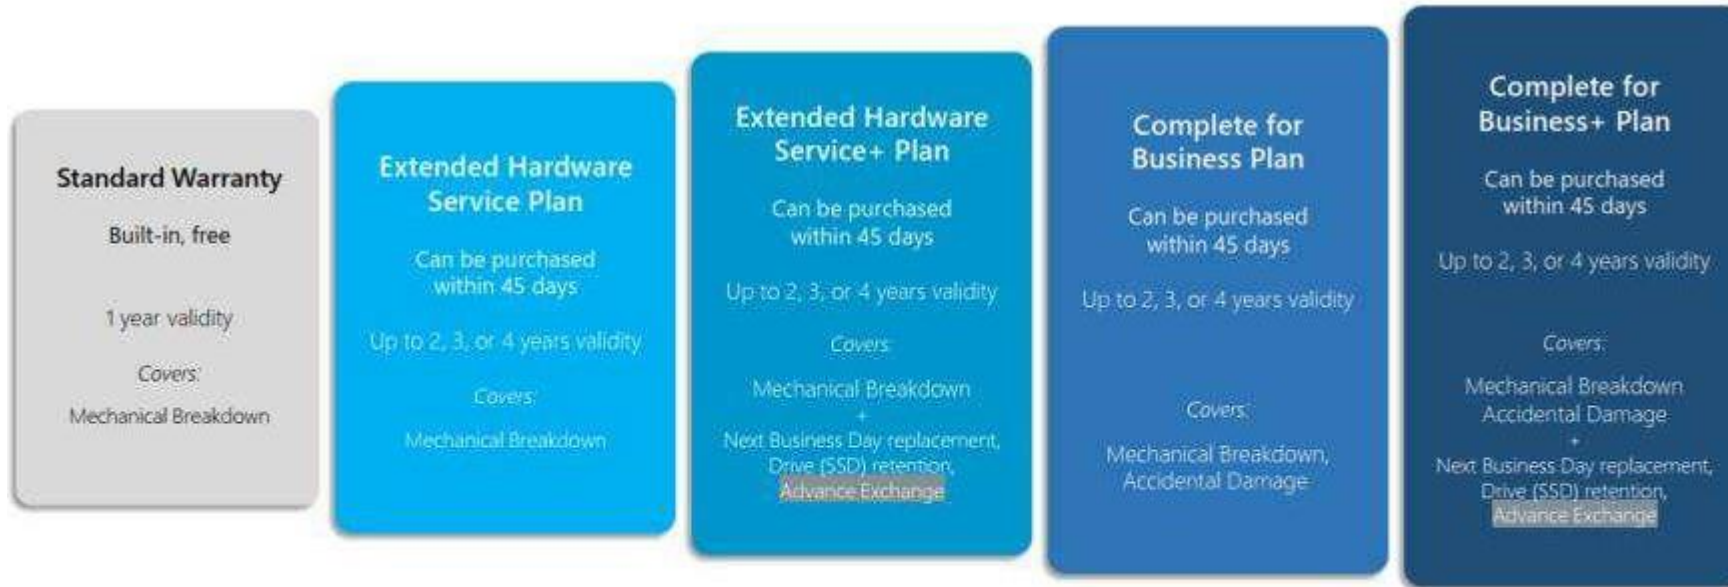 Standard Warranty
Built-in, free
1 year validity
Covers:
Mechanical Breakdown
Extended Hardware
Service Plan
Can be purchased
within 45 days
Up to 2, 3, or 4 years validity
Covers:
Mechanical Breakdown
Extended Hardware
Service+ Plan
Can be purchased
within 45 days
Up to 2, 3, or 4 years validity
Covers:
Mechanical Breakdown
+
Next Business Day replacement,
Drive (SSD) retention,
Advance Exchange
Complete for
Business Plan
Can be purchased
within 45 days
Up to 2, 3, or 4 years validity
Covers:
Mechanical Breakdown,
Accidental Damage
Complete for
Business+ Plan
Can be purchased
within 45 days
Up to 2, 3, or 4 years validity
Covers:
Mechanical Breakdown
Accidental Damage
+
Next Business Day replacement,
Drive (SSD) retention,
Advance Exchange